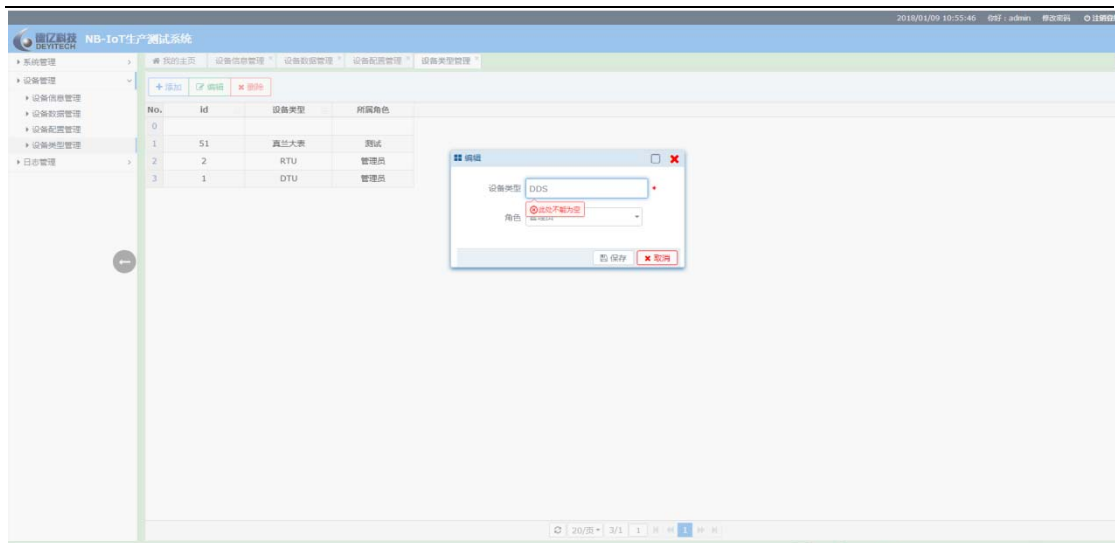 2018/01/09 10:55:46 你好：admin 修改密码 注销登
德亿科技 DEYITECH NB-IoT生产测试系统
系统管理
我的主页 设备信息管理 设备数据管理 设备配置管理 设备类型管理
设备管理
添加 编辑 删除
设备信息管理
设备数据管理
设备配置管理
设备类型管理
日志管理
No. id 设备类型 所属角色
0
1 51 真兰大表 测试
2 2 RTU 管理员
3 1 DTU 管理员
编辑
设备类型 DDS *
此处不能为空
角色
保存 取消
20/页 3/1 1 1